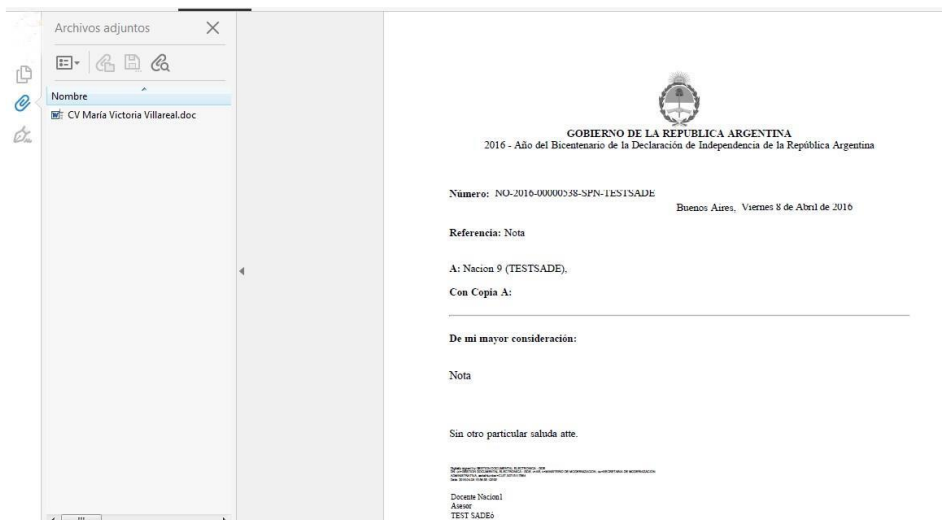 Archivos adjuntos
Nombre
CV María Victoria Villareal.doc
GOBIERNO DE LA REPUBLICA ARGENTINA
2016 - Año del Bicentenario de la Declaración de Independencia de la República Argentina
Número: NO-2016-00000538-SPN-TESTSADE
Buenos Aires, Viernes 8 de Abril de 2016
Referencia: Nota
A: Nacion 9 (TESTSADE),
Con Copia A:
De mi mayor consideración:
Nota
Sin otro particular saluda atte.
Docente Nacion1
Asesor
TEST SADE6